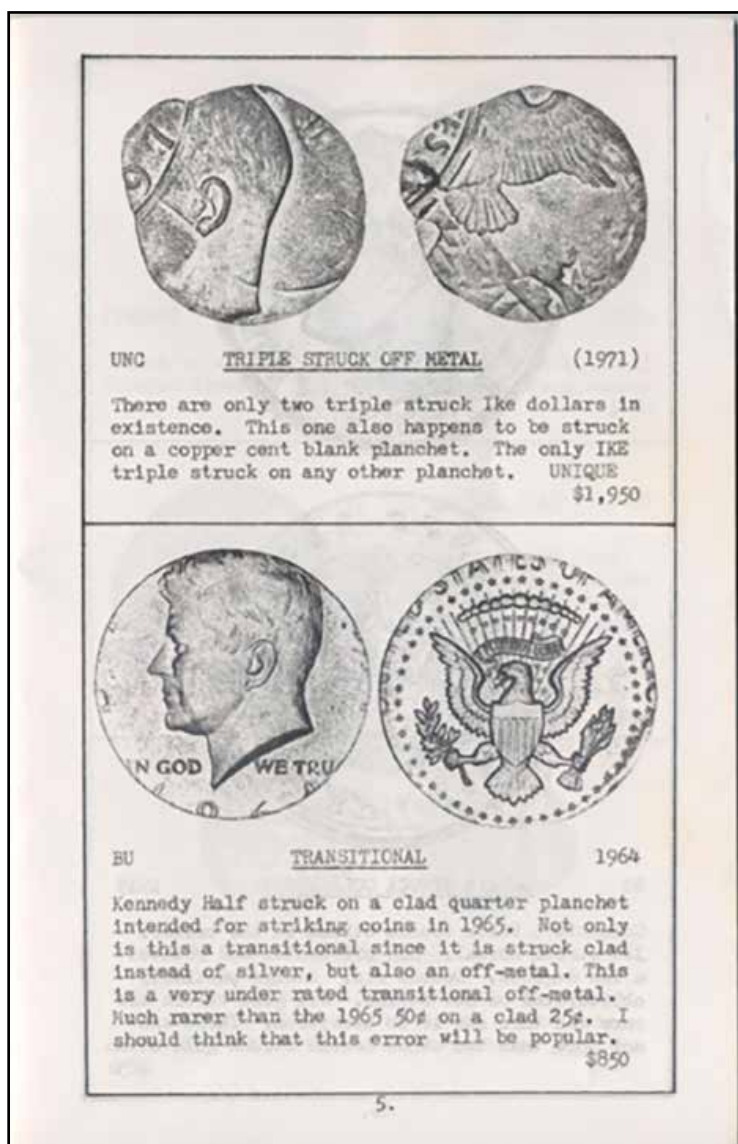 UNC TRIPLE STRUCK OFF METAL (1971)
There are only two triple struck Ike dollars in
existence. This one also happens to be struck
on a copper cent blank planchet. The only IKE
triple struck on any other planchet. UNIQUE
$1,950
N GOD WE TRU
UNITED STATES OF AMERICA
BU TRANSITIONAL 1964
Kennedy Half struck on a clad quarter planchet
intended for striking coins in 1965. Not only
is this a transitional since it is struck clad
instead of silver, but also an off-metal. This
is a very under rated transitional off-metal.
Much rarer than the 1965 50¢ on a clad 25¢. I
should think that this error will be popular.
$850
5.